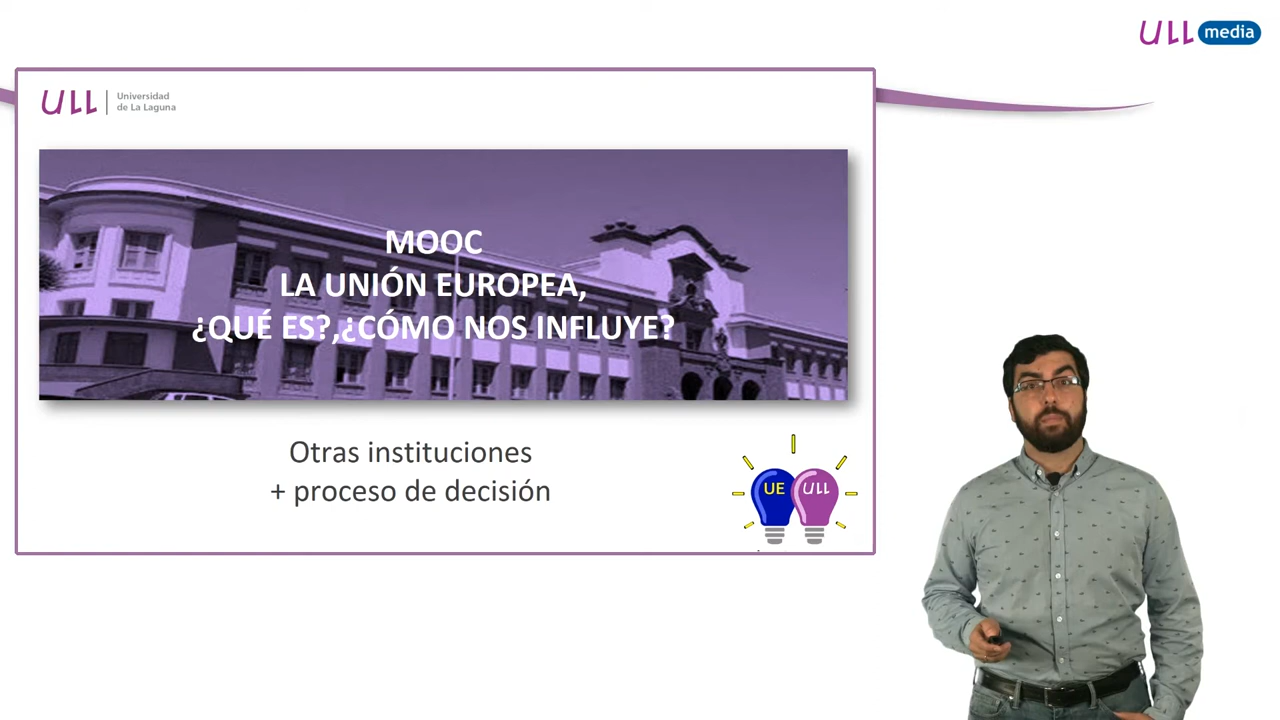 ULL media
ULL Universidad
de La Laguna
MOOC
LA UNIÓN EUROPEA,
¿QUÉ ES?,¿CÓMO NOS INFLUYE?
Otras instituciones
+ proceso de decisión
UE ULL